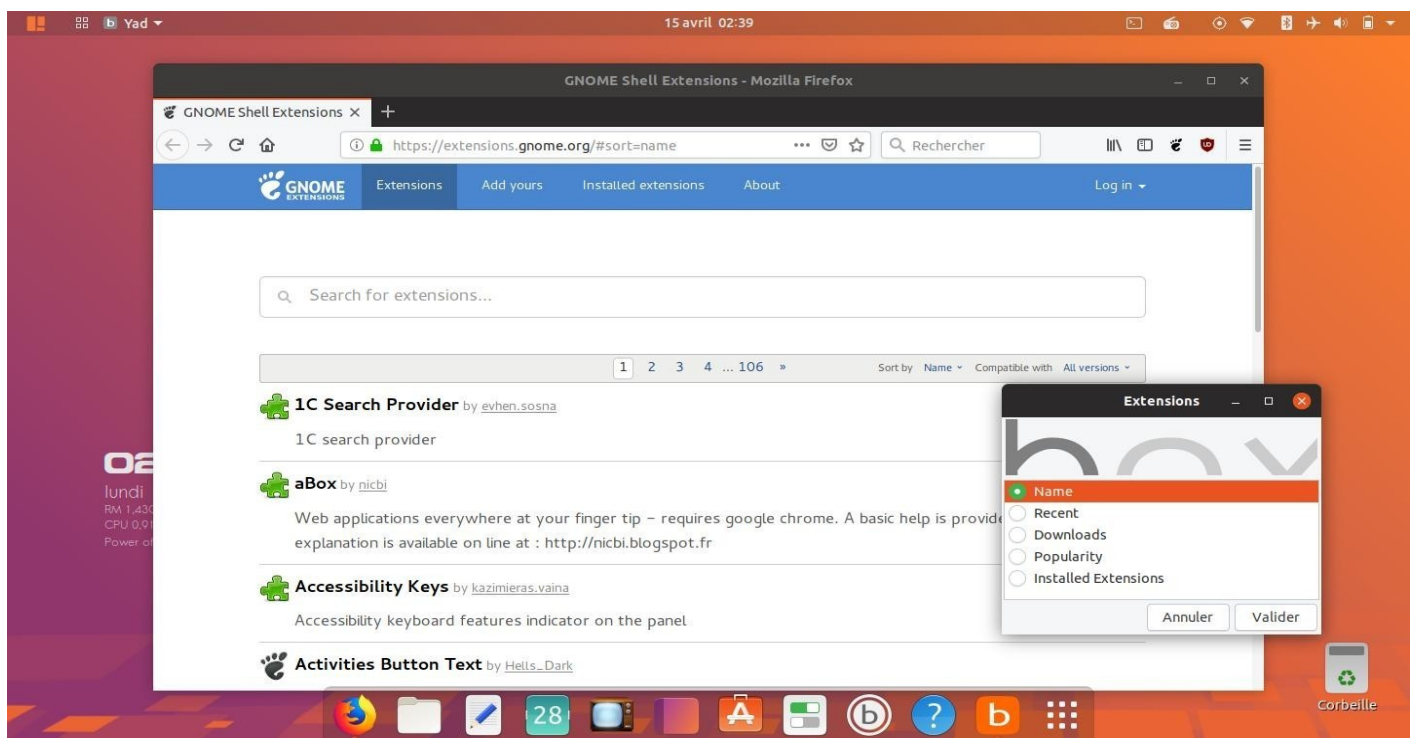 Yad
15 avril 02:39
GNOME Shell Extensions - Mozilla Firefox
GNOME Shell Extensions
https://extensions.gnome.org/#sort=name
Rechercher
GNOME EXTENSIONS
Extensions
Add yours
Installed extensions
About
Log in
Search for extensions...
1 2 3 4 ... 106 »
Sort by Name Compatible with All versions
1C Search Provider by evhen.sosna
1C search provider
aBox by nicbi
Web applications everywhere at your finger tip – requires google chrome. A basic help is
explanation is available on line at : http://nicbi.blogspot.fr
Accessibility Keys by kazimieras.vaina
Accessibility keyboard features indicator on the panel
Activities Button Text by Hells_Dark
Extensions
Name
Recent
Downloads
Popularity
Installed Extensions
Annuler
Valider
lundi
CPU
Power
28
b
?
b
Corbeille